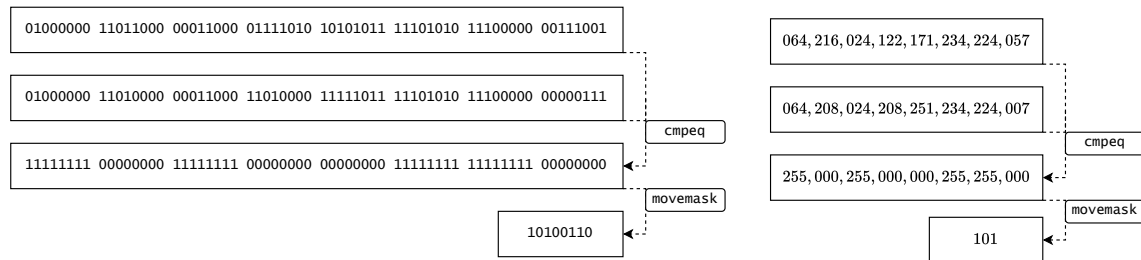 01000000 11011000 00011000 01111010 10101011 11101010 11100000 00111001
01000000 11010000 00011000 11010000 11111011 11101010 11100000 00000111
cmpeq
11111111 00000000 11111111 00000000 00000000 11111111 11111111 00000000
movemask
10100110
064, 216, 024, 122, 171, 234, 224, 057
064, 208, 024, 208, 251, 234, 224, 007
cmpeq
255, 000, 255, 000, 000, 255, 255, 000
movemask
101